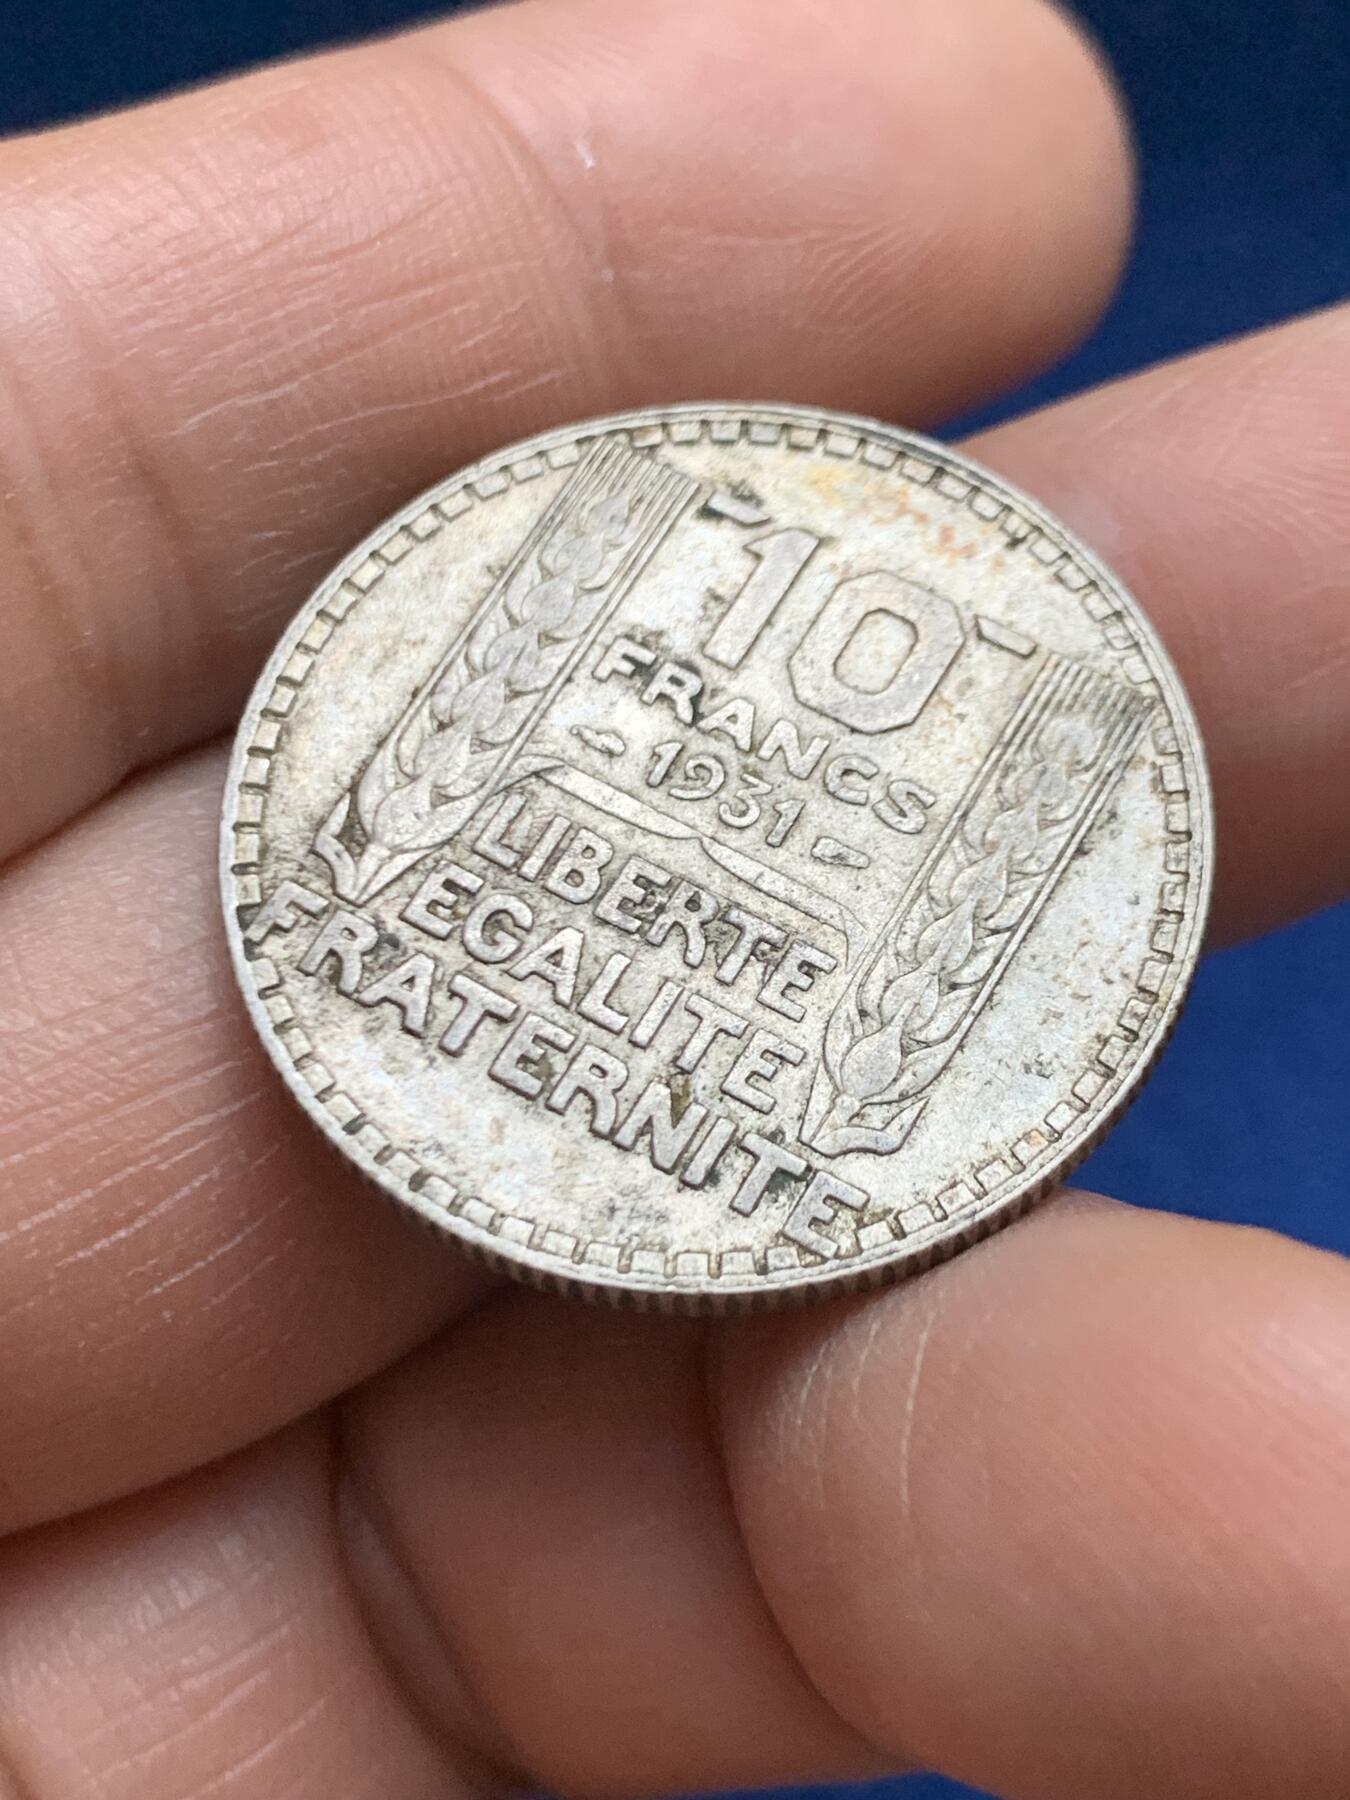 10
FRANCS
1931
LIBERTE
EGALITE
FRATERNITE